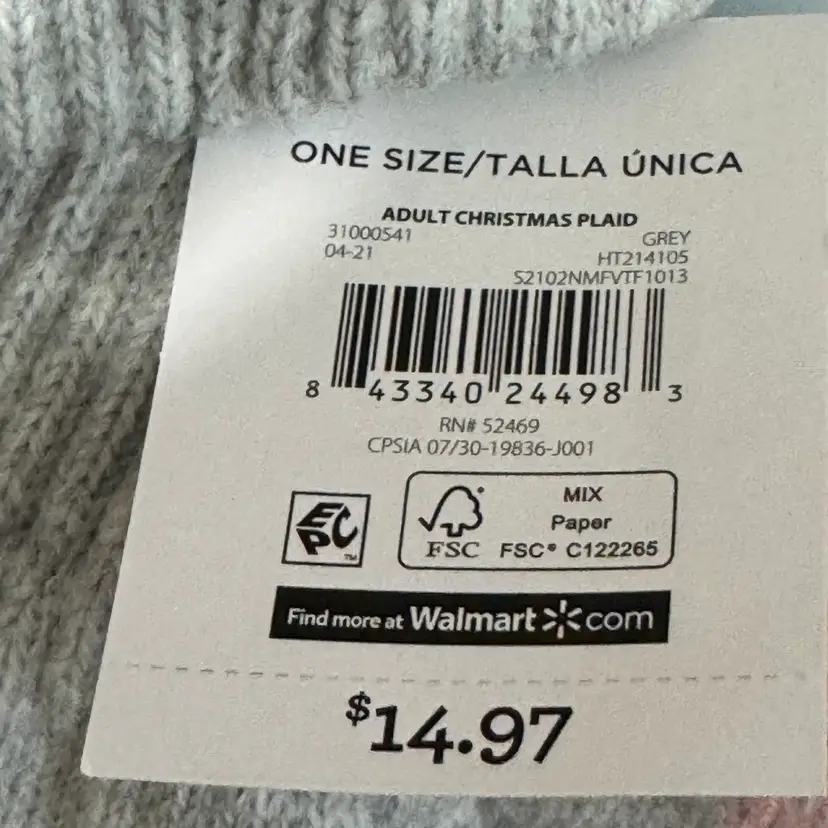 ONE SIZE/TALLA ÚNICA
ADULT CHRISTMAS PLAID
31000541 GREY
04-21 HT214105
S2102NMFVTF1013
8 43340 24498 3
RN# 52469
CPSIA 07/30-19836-J001
EPC™
MIX
Paper
FSC FSC® C122265
Find more at Walmart com
$14.97